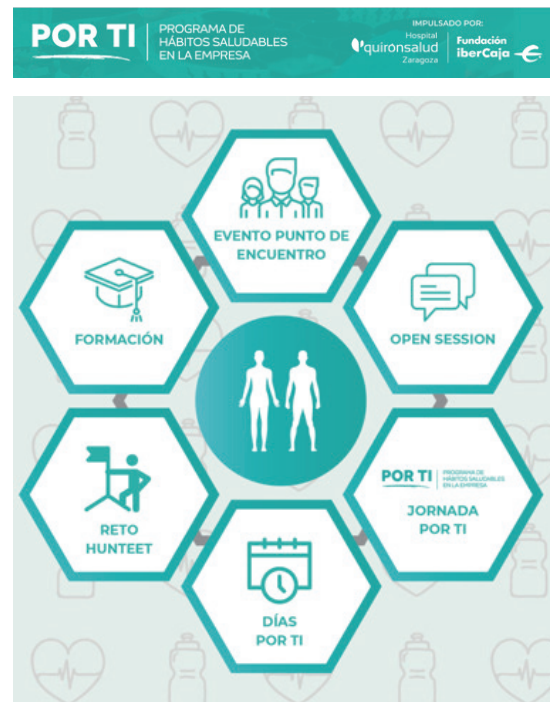 POR TI
PROGRAMA DE
HÁBITOS SALUDABLES
EN LA EMPRESA
IMPULSADO POR:
Hospital
quirónsalud
Zaragoza
Fundación
iberCaja
EVENTO PUNTO DE
ENCUENTRO
FORMACIÓN
OPEN SESSION
RETO
HUNTEET
POR TI
PROGRAMA DE
HÁBITOS SALUDABLES
EN LA EMPRESA
JORNADA
POR TI
DÍAS
POR TI